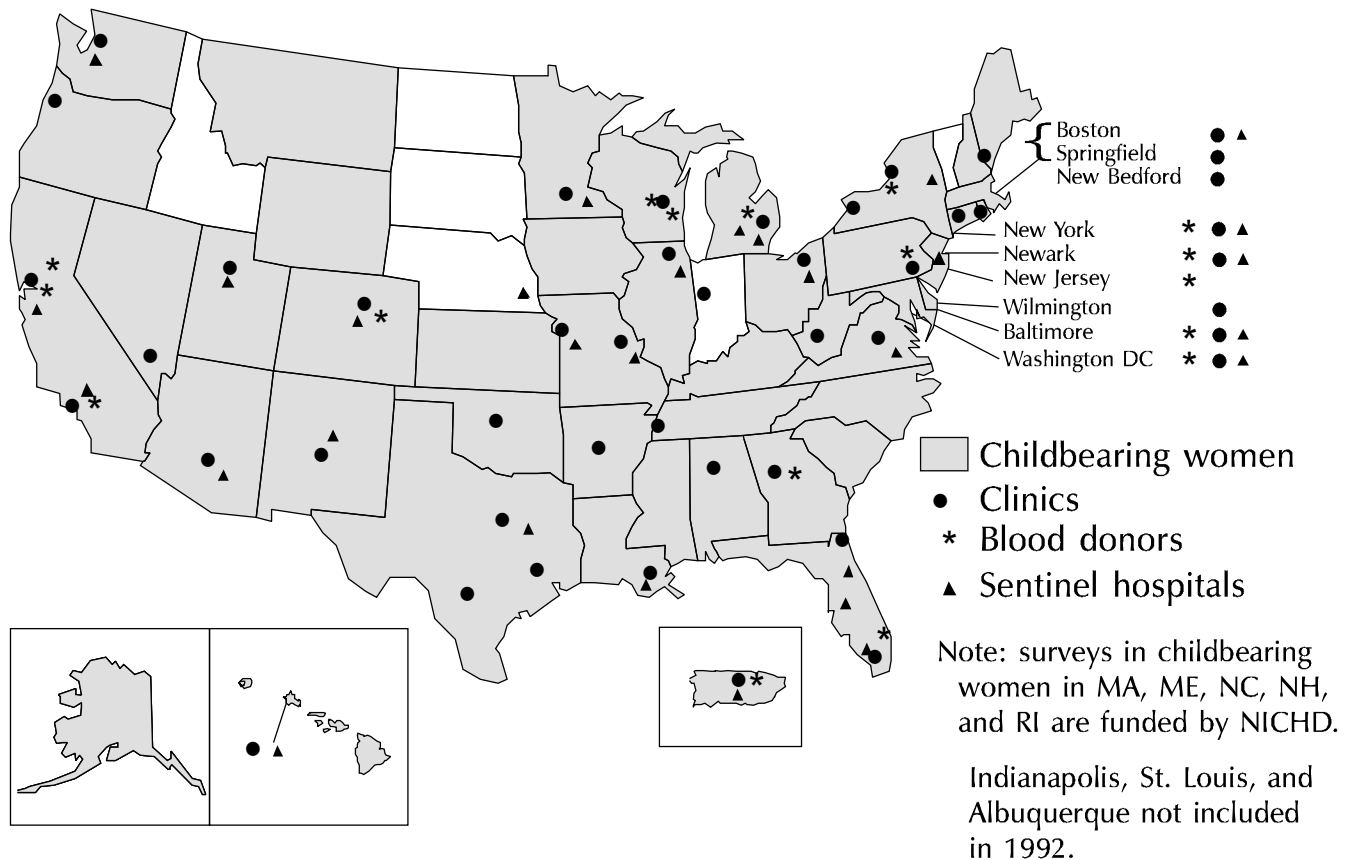 Boston
Springfield
New Bedford
New York
Newark
New Jersey
Wilmington
Baltimore
Washington DC
Childbearing women
Clinics
Blood donors
Sentinel hospitals
Note: surveys in childbearing
women in MA, ME, NC, NH,
and RI are funded by NICHD.
Indianapolis, St. Louis, and
Albuquerque not included
in 1992.